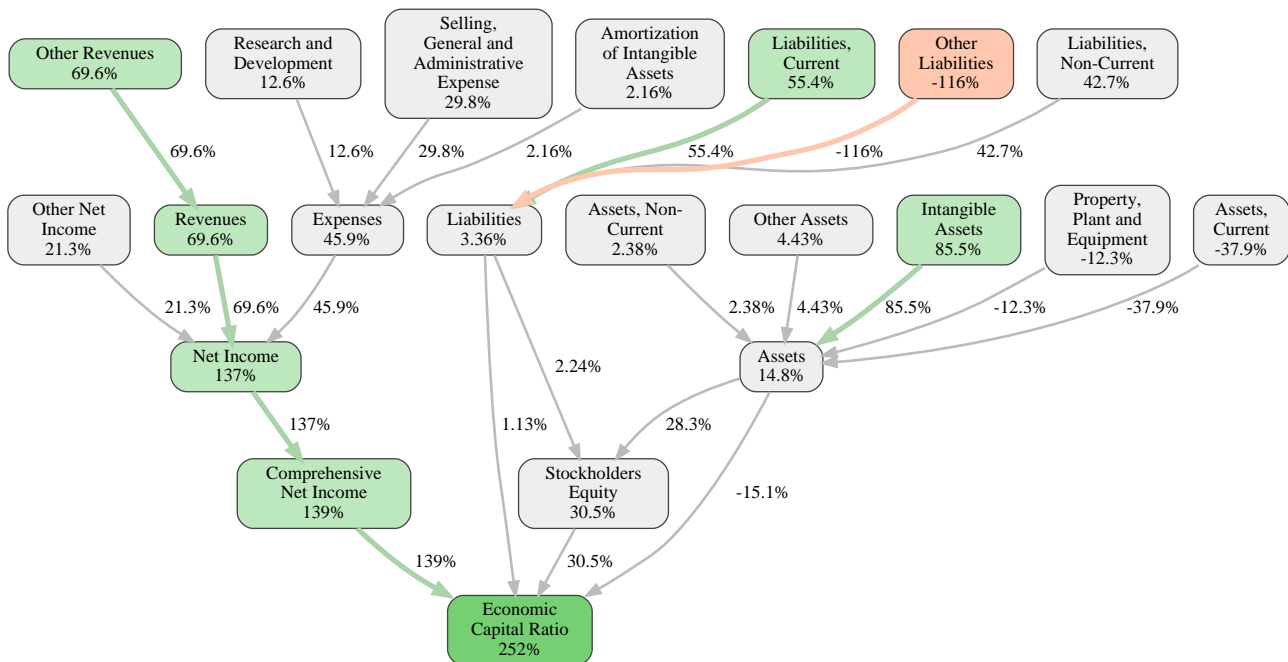 Other Revenues
69.6%
Research and
Development
12.6%
Selling,
General and
Administrative
Expense
29.8%
Amortization
of Intangible
Assets
2.16%
Liabilities,
Current
55.4%
Other
Liabilities
-116%
Liabilities,
Non-Current
42.7%
69.6%
12.6%
29.8%
2.16%
55.4%
-116%
42.7%
Other Net
Income
21.3%
Revenues
69.6%
Expenses
45.9%
Liabilities
3.36%
Assets, Non-
Current
2.38%
Other Assets
4.43%
Intangible
Assets
85.5%
Property,
Plant and
Equipment
-12.3%
Assets,
Current
-37.9%
21.3%
69.6%
45.9%
2.38%
4.43%
85.5%
-12.3%
-37.9%
Net Income
137%
Assets
14.8%
2.24%
137%
1.13%
28.3%
Comprehensive
Net Income
139%
Stockholders
Equity
30.5%
-15.1%
139%
30.5%
Economic
Capital Ratio
252%